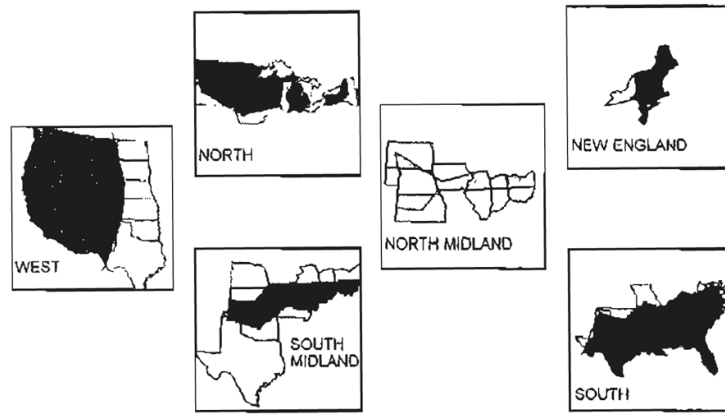 WEST
NORTH
SOUTH
MIDLAND
NORTH MIDLAND
NEW ENGLAND
SOUTH